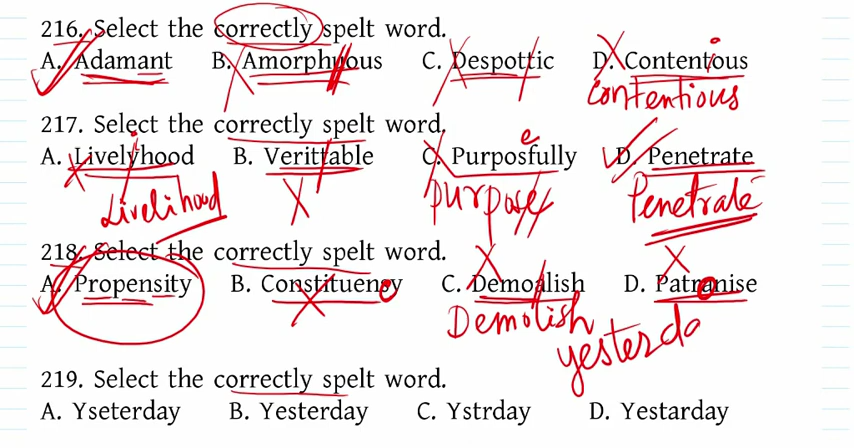 216. Select the correctly spelt word.
i
A. Adamant B. Amorphuous C. Despottic D. Contentous
Contentious
217. Select the correctly spelt word.
i e
A. Livelyhood B. Verittable C. Purposfully D. Penetrate
Livelihood Purpose Penetrate
218. Select the correctly spelt word.
A. Propensity B. Constituency C. Demoalish D. Patranise
Demolish
yesterda
219. Select the correctly spelt word.
A. Yseterday B. Yesterday C. Ystrday D. Yestarday